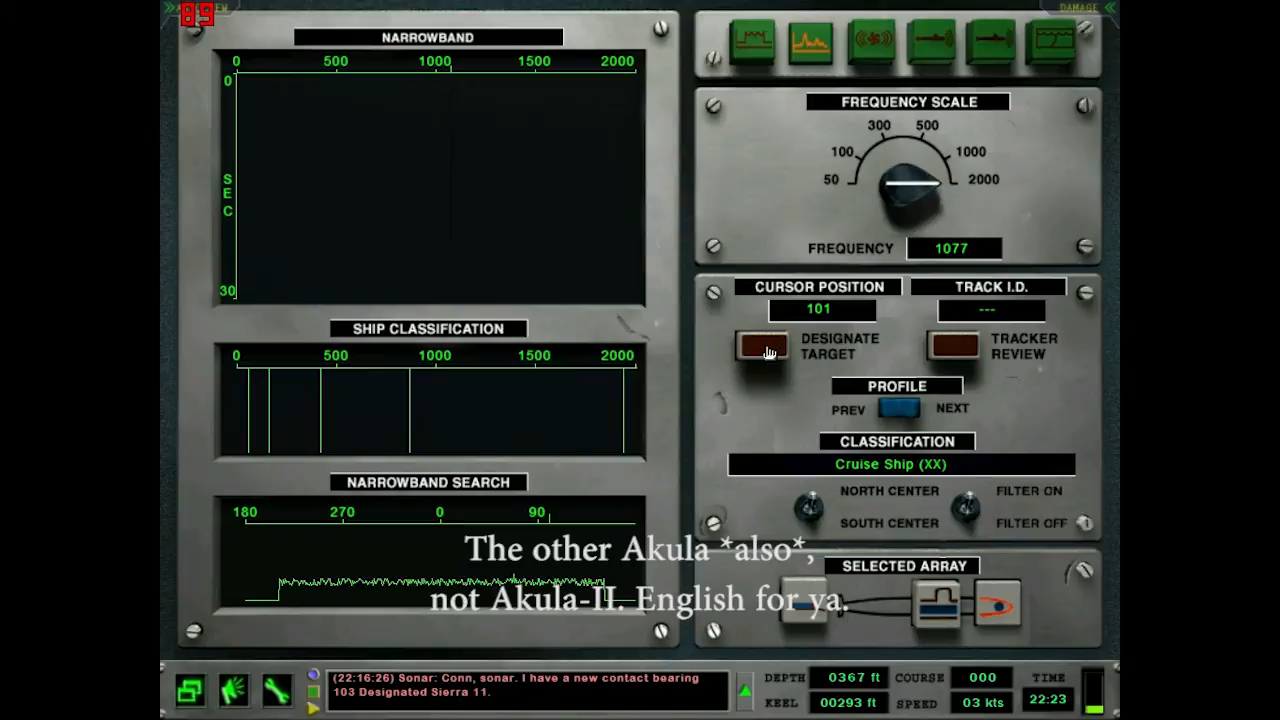 89
DAMAGE
NARROWBAND
0 500 1000 1500 2000
0
SEC
30
FREQUENCY SCALE
300 500
100 1000
50 2000
FREQUENCY 1077
CURSOR POSITION TRACK I.D.
101 ---
DESIGNATE TARGET
TRACKER REVIEW
SHIP CLASSIFICATION
0 500 1000 1500 2000
PROFILE
PREV NEXT
CLASSIFICATION
Cruise Ship (XX)
NORTH CENTER FILTER ON
SOUTH CENTER FILTER OFF
NARROWBAND SEARCH
180 270 0 90
The other Akula *also*,
not Akula-II. English for ya.
SELECTED ARRAY
(22:16:26) Sonar: Conn, sonar. I have a new contact bearing
103 Designated Sierra 11.
DEPTH 0367 ft COURSE 000 TIME
KEEL 00293 ft SPEED 03 kts 22:23